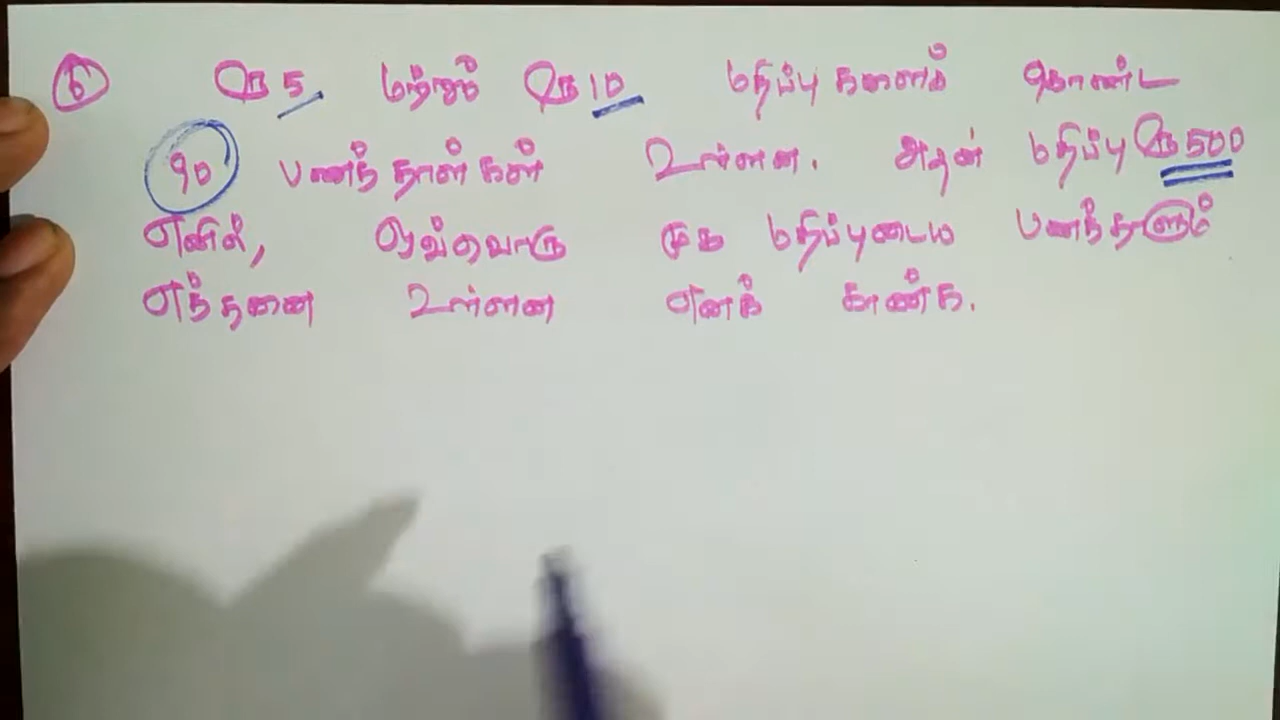 6 ரூ 5 மற்றும் ரூ 10 மதிப்பு களைக் கொண்ட
90 பணத் தாள் கள் உள்ளன. அதன் மதிப்பு ரூ 500
எனில், ஒவ்வொரு முக மதிப்புடைய பணத்தாளும்
எத்தனை உள்ளன எனக் காண்க.